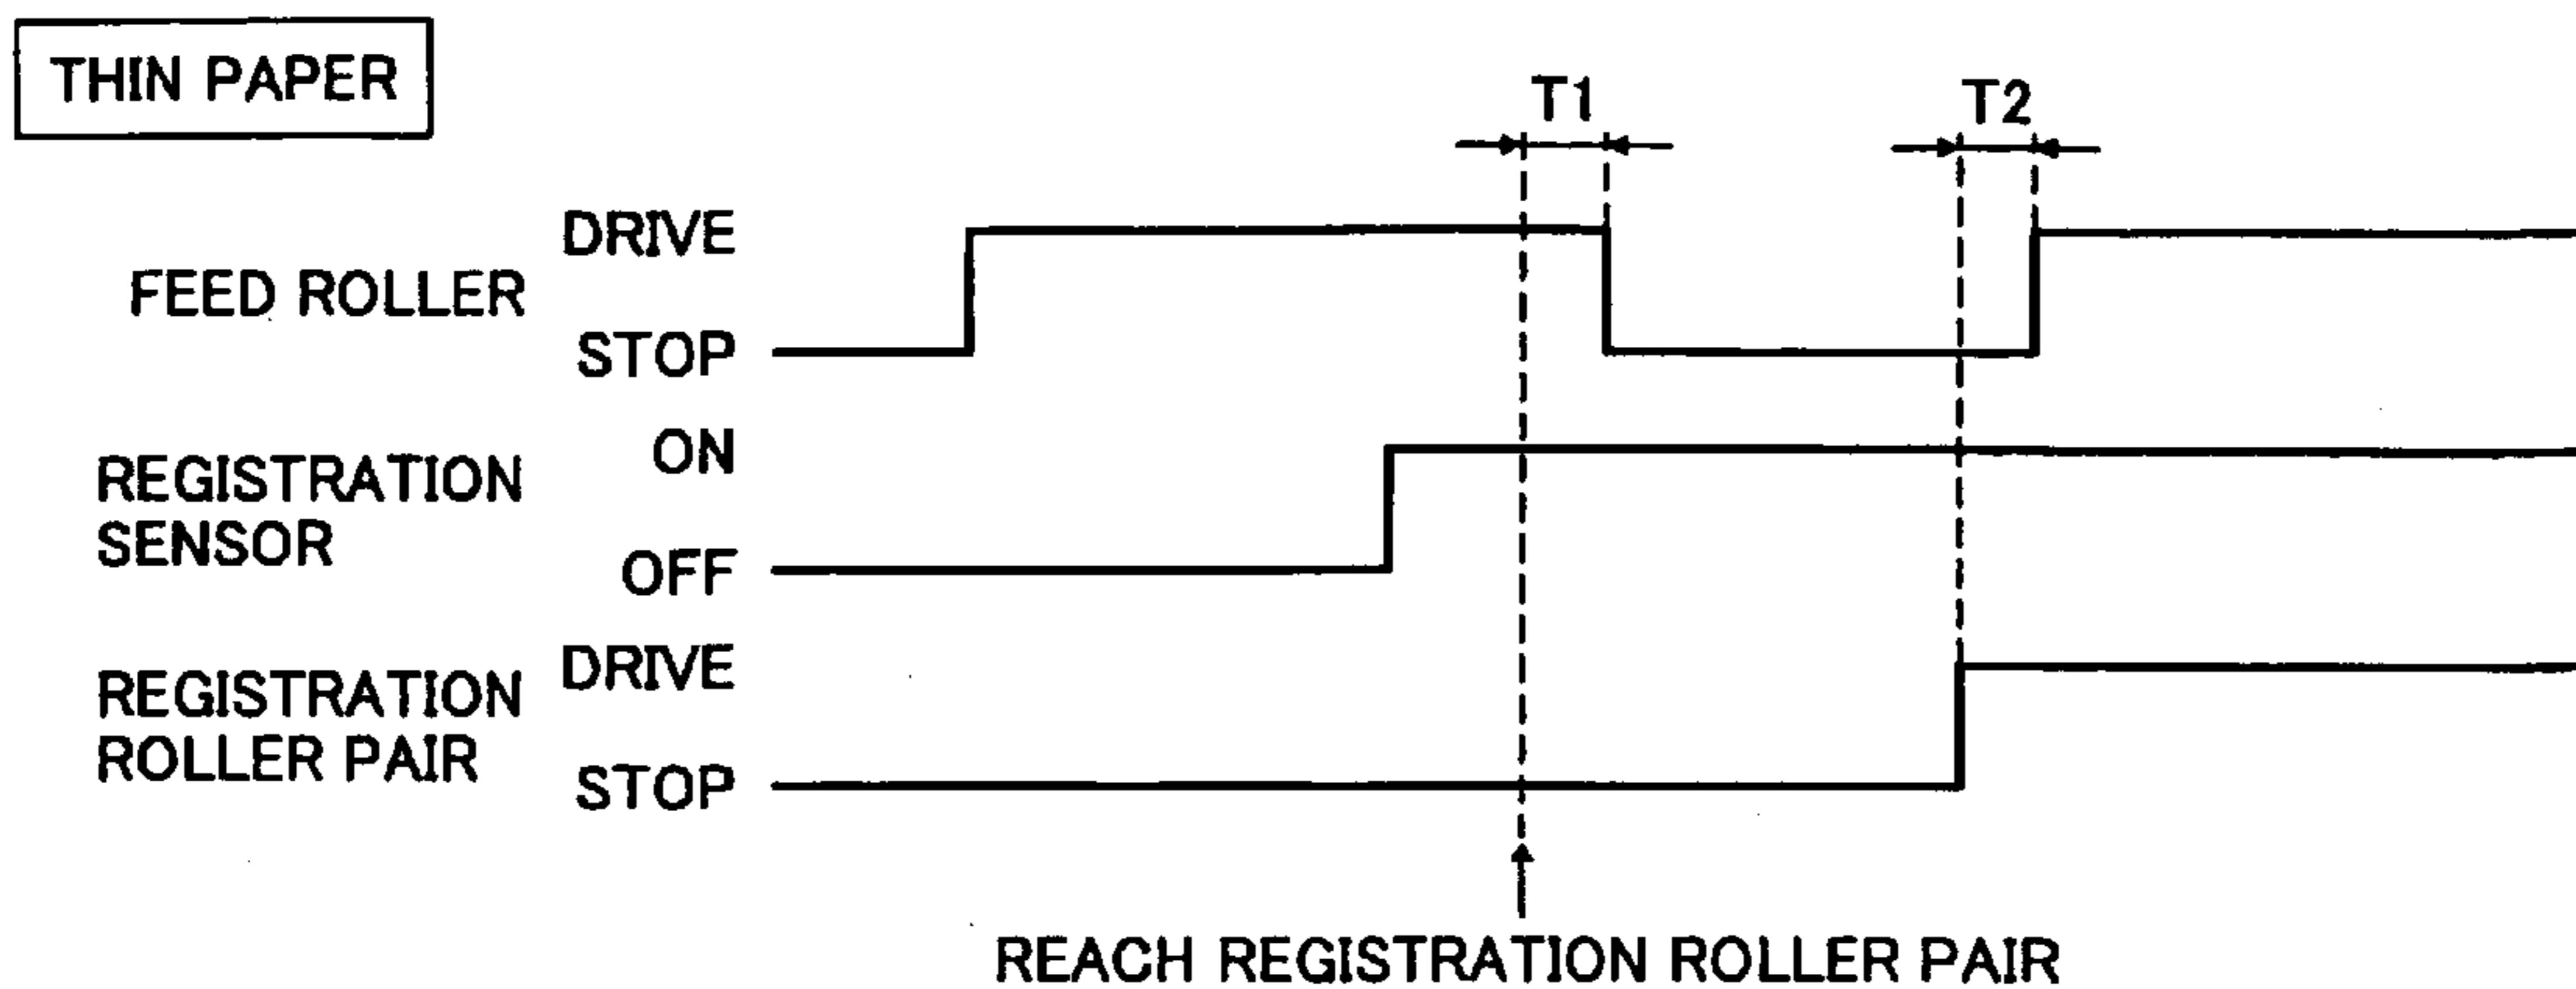 THIN PAPER
T1
T2
DRIVE
FEED ROLLER
STOP
ON
REGISTRATION
SENSOR
OFF
DRIVE
REGISTRATION
ROLLER PAIR
STOP
REACH REGISTRATION ROLLER PAIR